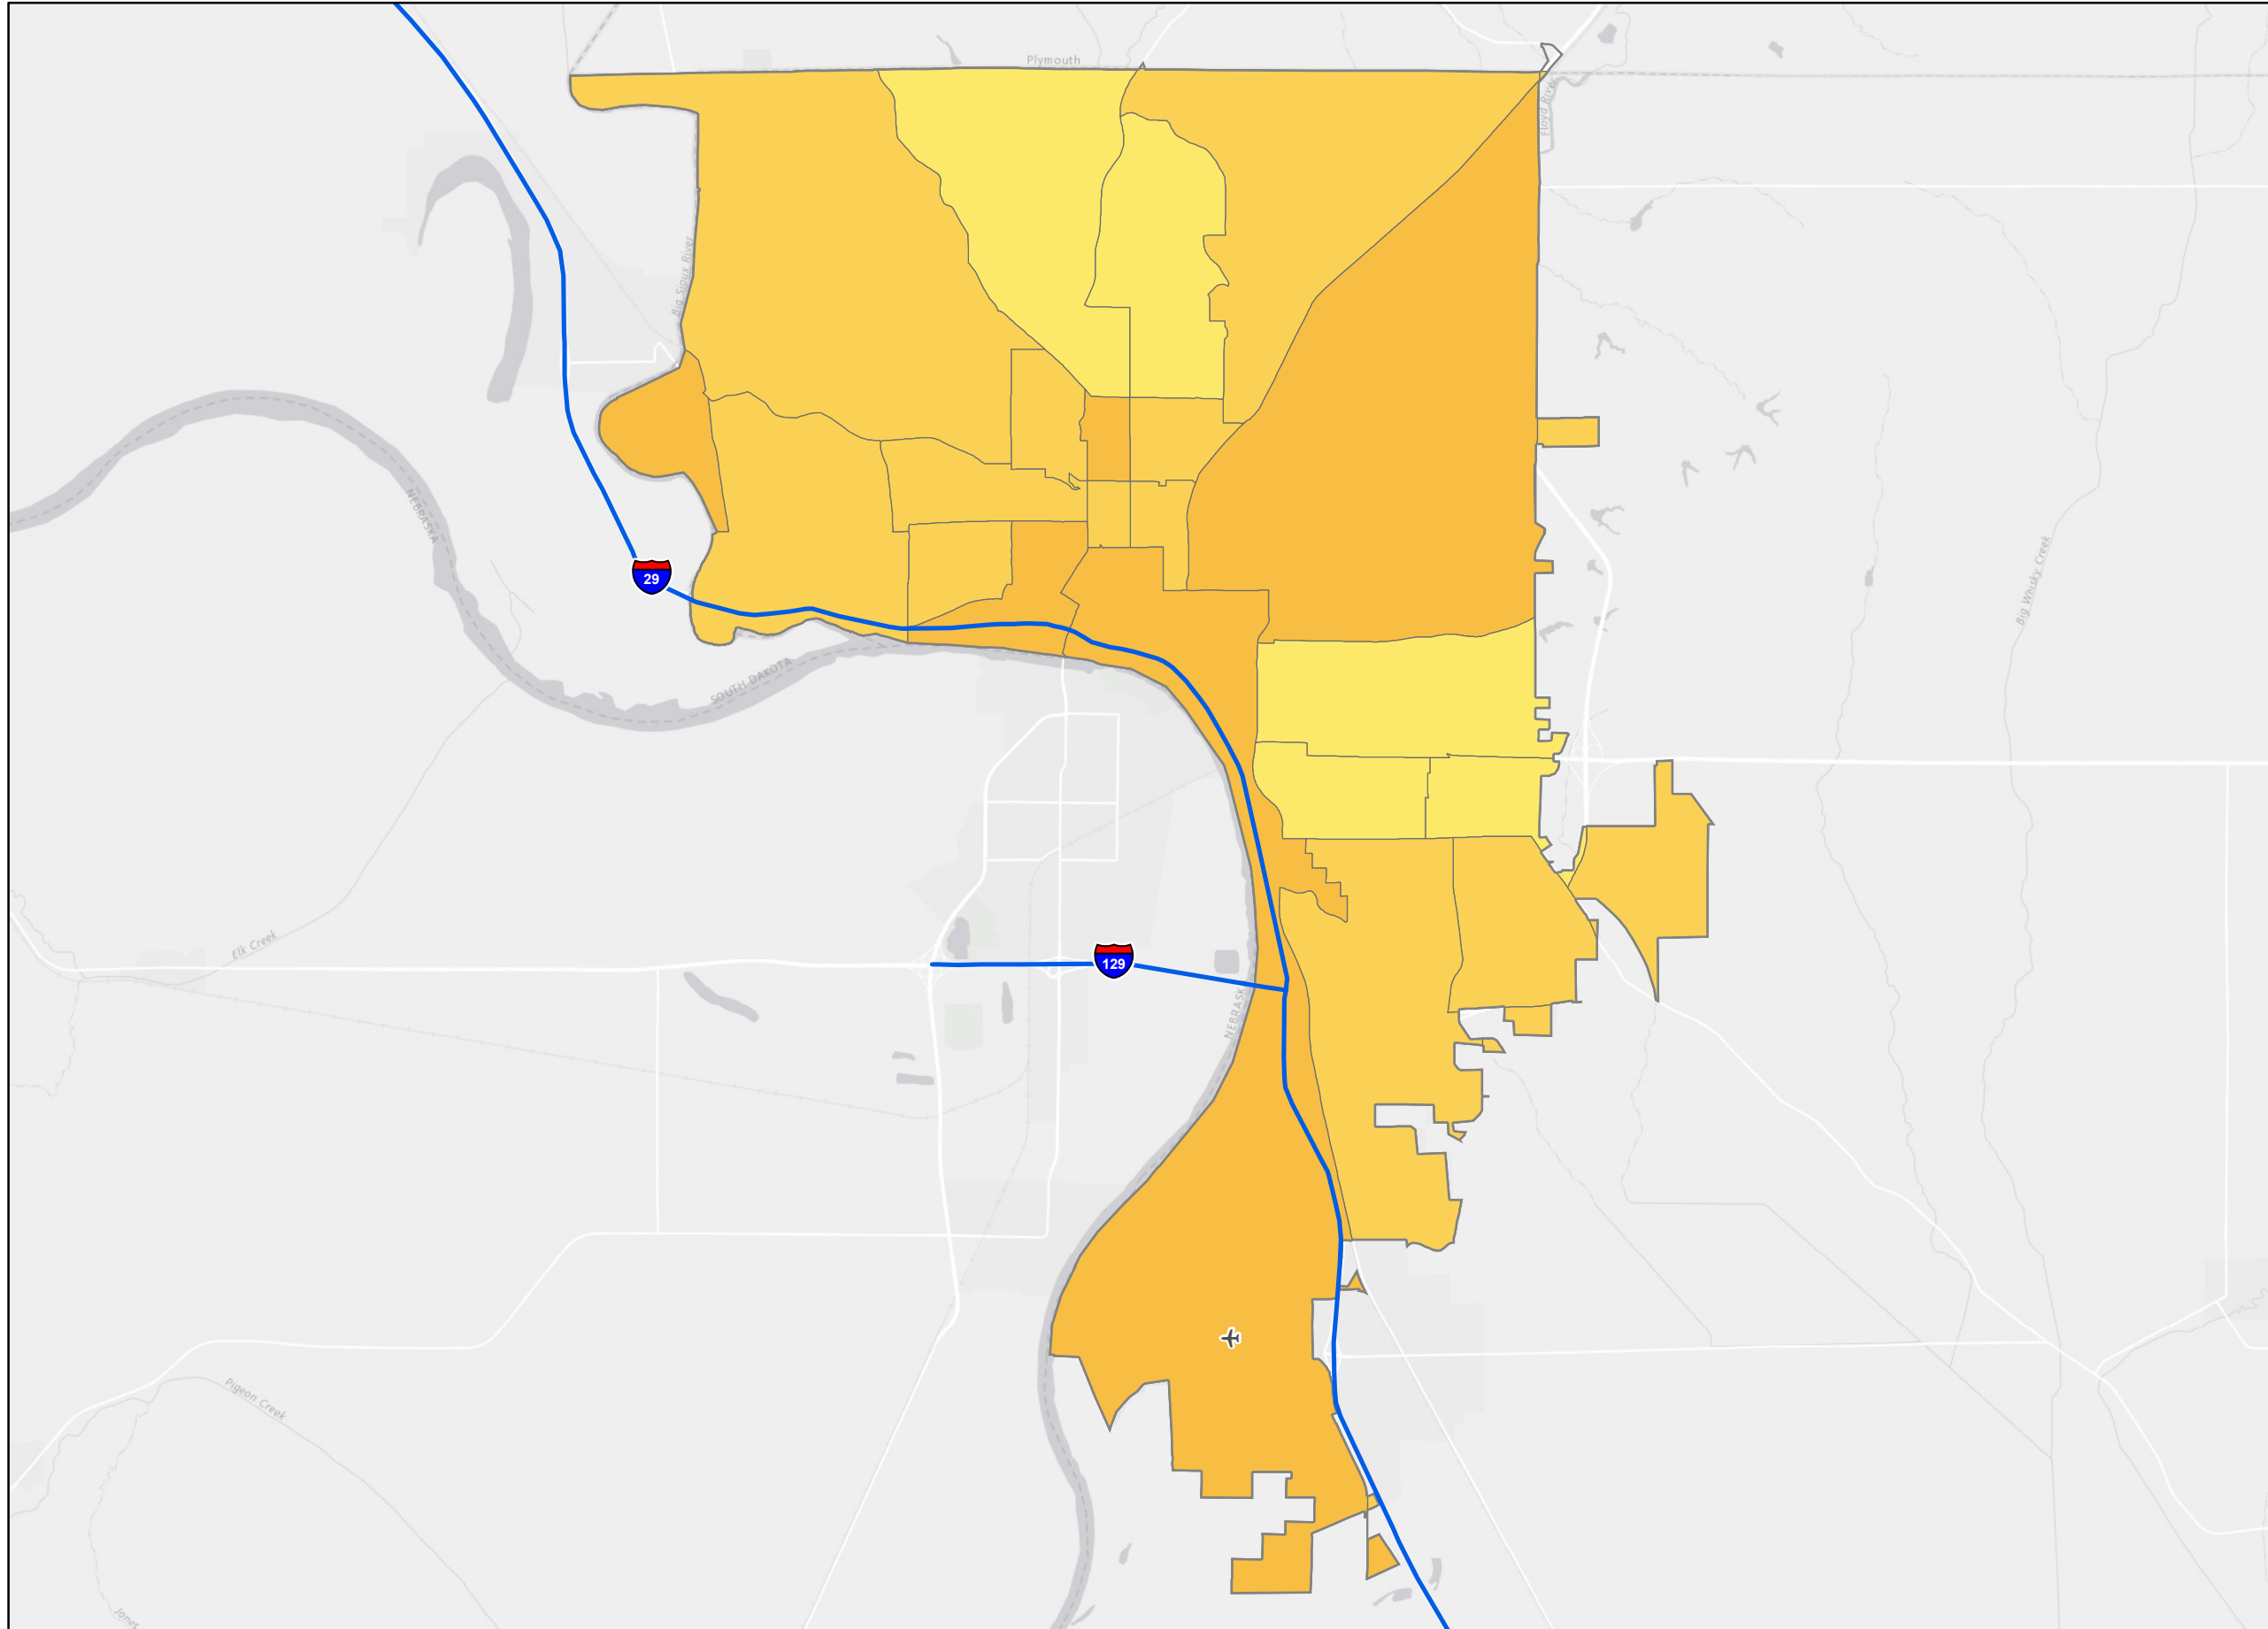 Plymouth
Floyd River
Big Sioux River
NEBRASKA
Big Whisky Creek
29
SOUTH DAKOTA
Elk Creek
129
NEBRASK
Pigeon Creek
Jones